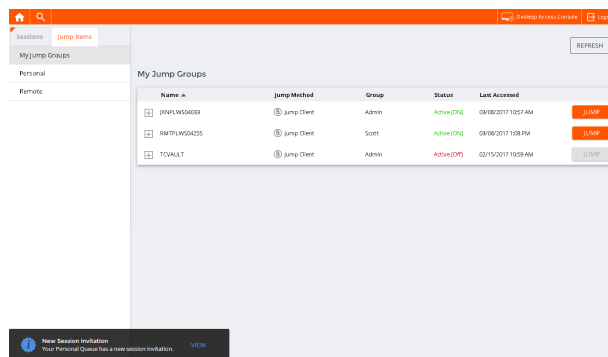 Desktop Access Console
Sessions
Jump Items
My Jump Groups
Personal
Remote
REFRESH
My Jump Groups
Name Jump Method Group Status Last Accessed
JXNPLWS04033 Jump Client Admin Active (ON) 03/08/2017 10:57 AM JUMP
RMTPLWS04255 Jump Client Scott Active (ON) 03/08/2017 1:08 PM JUMP
TCVAULT Jump Client Admin Active (Off) 02/15/2017 10:59 AM JUMP
New Session Invitation
Your Personal Queue has a new session invitation. VIEW